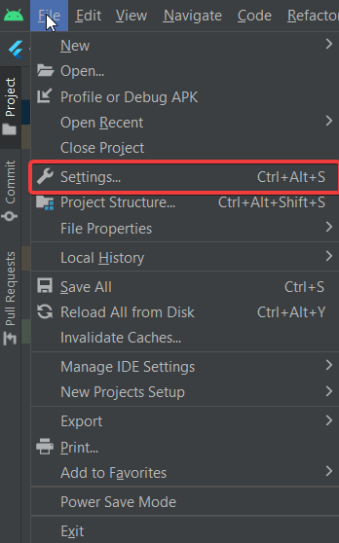 File Edit View Navigate Code Refactor
New
Open...
Profile or Debug APK
Open Recent
Close Project
Settings... Ctrl+Alt+S
Project Structure... Ctrl+Alt+Shift+S
File Properties
Local History
Save All Ctrl+S
Reload All from Disk Ctrl+Alt+Y
Invalidate Caches...
Manage IDE Settings
New Projects Setup
Export
Print...
Add to Favorites
Power Save Mode
Exit
Project
Commit
Pull Requests